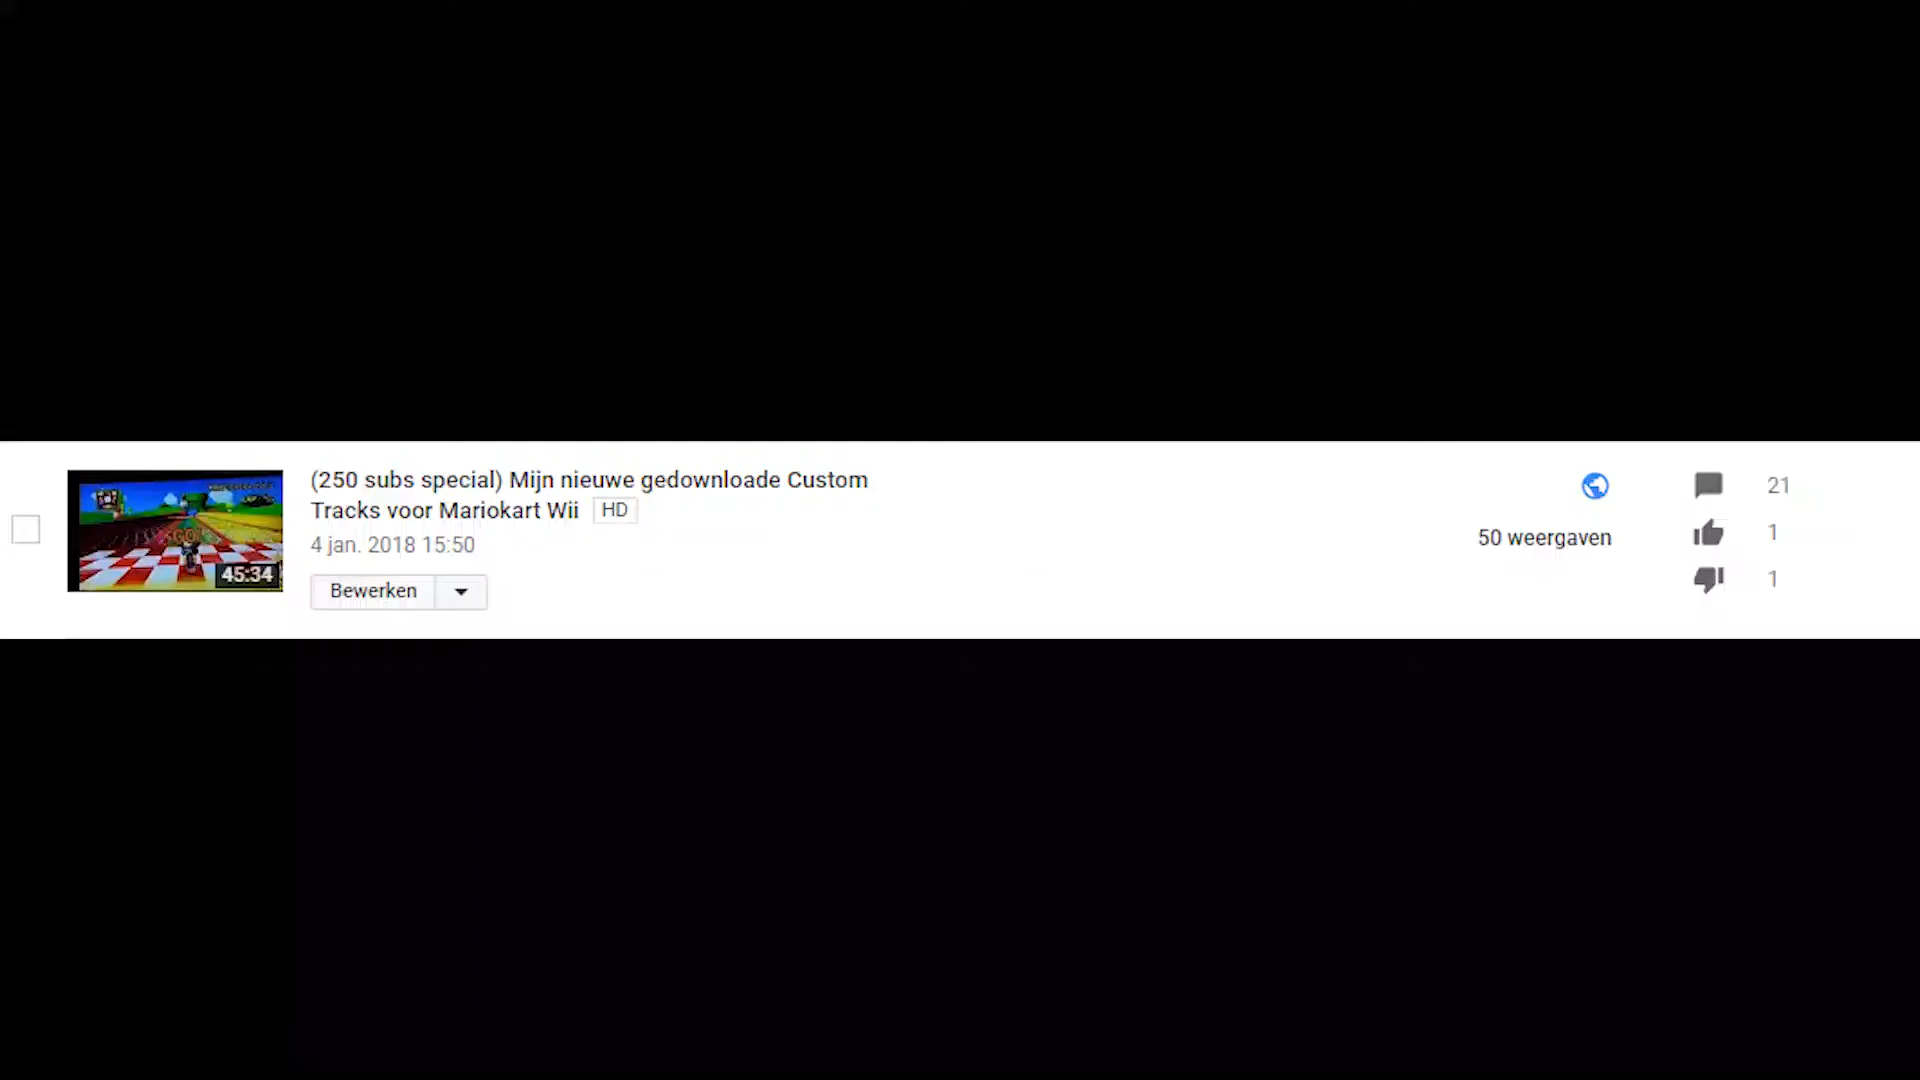 (250 subs special) Mijn nieuwe gedownloade Custom
Tracks voor Mariokart Wii HD
4 jan. 2018 15:50
45:34
Bewerken
50 weergaven
21
1
1